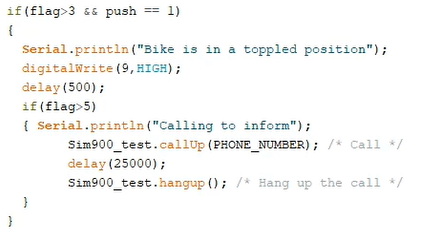 if(flag>3 && push == 1)
{
Serial.println("Bike is in a toppled position");
digitalWrite(9,HIGH);
delay(500);
if(flag>5)
{ Serial.println("Calling to inform");
Sim900_test.callUp(PHONE_NUMBER); /* Call */
delay(25000);
Sim900_test.hangup(); /* Hang up the call */
}
}